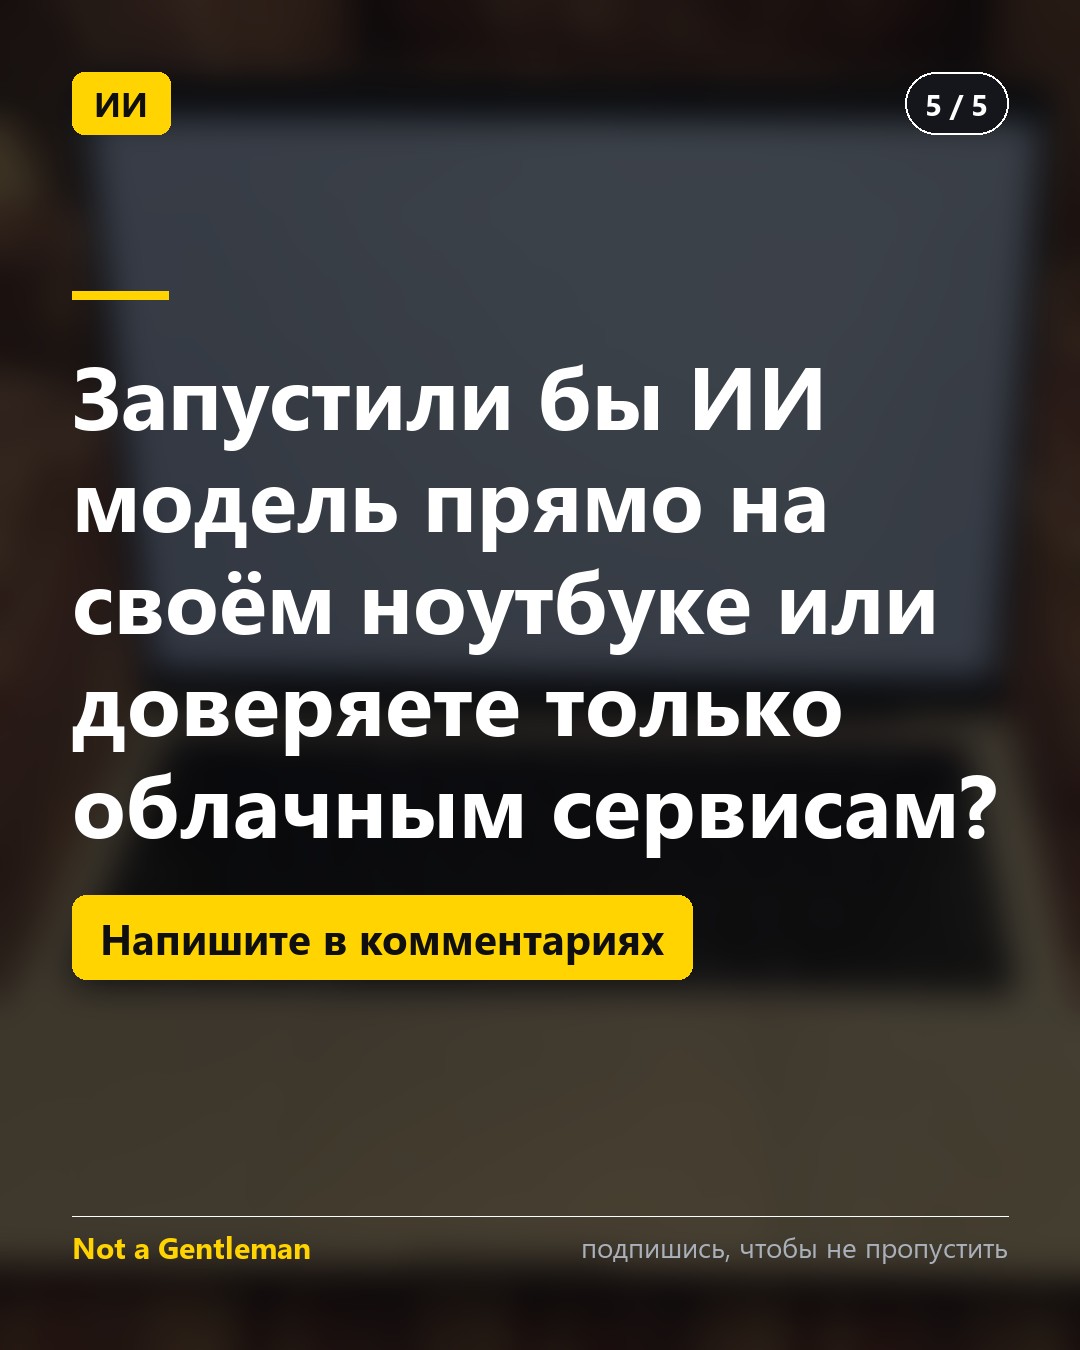 ИИ
5 / 5
Запустили бы ИИ
модель прямо на
своём ноутбуке или
доверяете только
облачным сервисам?
Напишите в комментариях
Not a Gentleman
подпишись, чтобы не пропустить